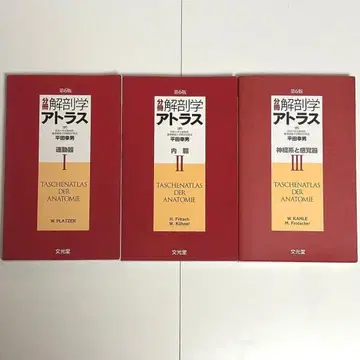 第6版
分冊 解剖学
アトラス
平田幸男
運動器
I
TASCHENATLAS
DER
ANATOMIE
W. PLATZER
文光堂
第6版
分冊 解剖学
アトラス
平田幸男
内臓
II
TASCHENATLAS
DER
ANATOMIE
H. Fritsch
W. Kühnel
文光堂
第6版
分冊 解剖学
アトラス
平田幸男
神経系と感覚器
III
TASCHENATLAS
DER
ANATOMIE
W. KAHLE
M. Frotscher
文光堂